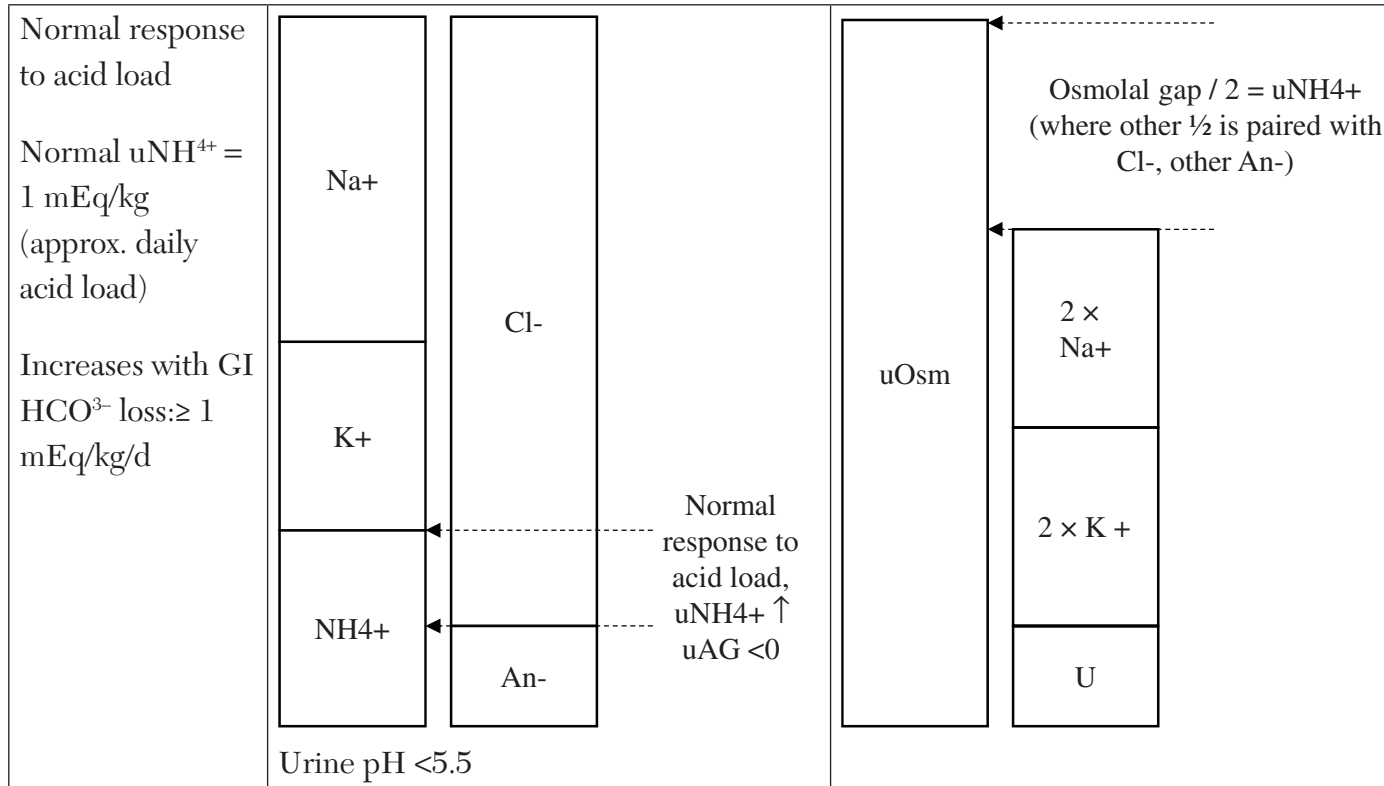 Normal response
to acid load
Normal uNH⁴⁺ =
1 mEq/kg
(approx. daily
acid load)
Increases with GI
HCO³⁻ loss:≥ 1
mEq/kg/d
Na+
K+
NH4+
Cl-
An-
Normal
response to
acid load,
uNH4+ ↑
uAG <0
Urine pH <5.5
uOsm
Osmolal gap / 2 = uNH4+
(where other ½ is paired with
Cl-, other An-)
2 ×
Na+
2 × K +
U